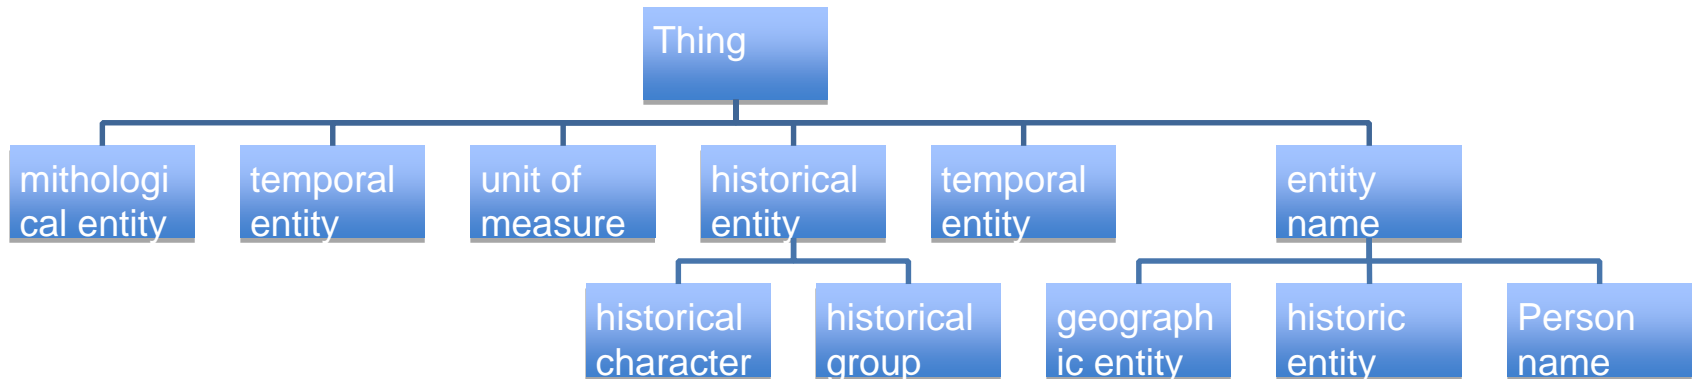 Thing
mithologi
cal entity
temporal
entity
unit of
measure
historical
entity
temporal
entity
entity
name
historical
character
historical
group
geograph
ic entity
historic
entity
Person
name